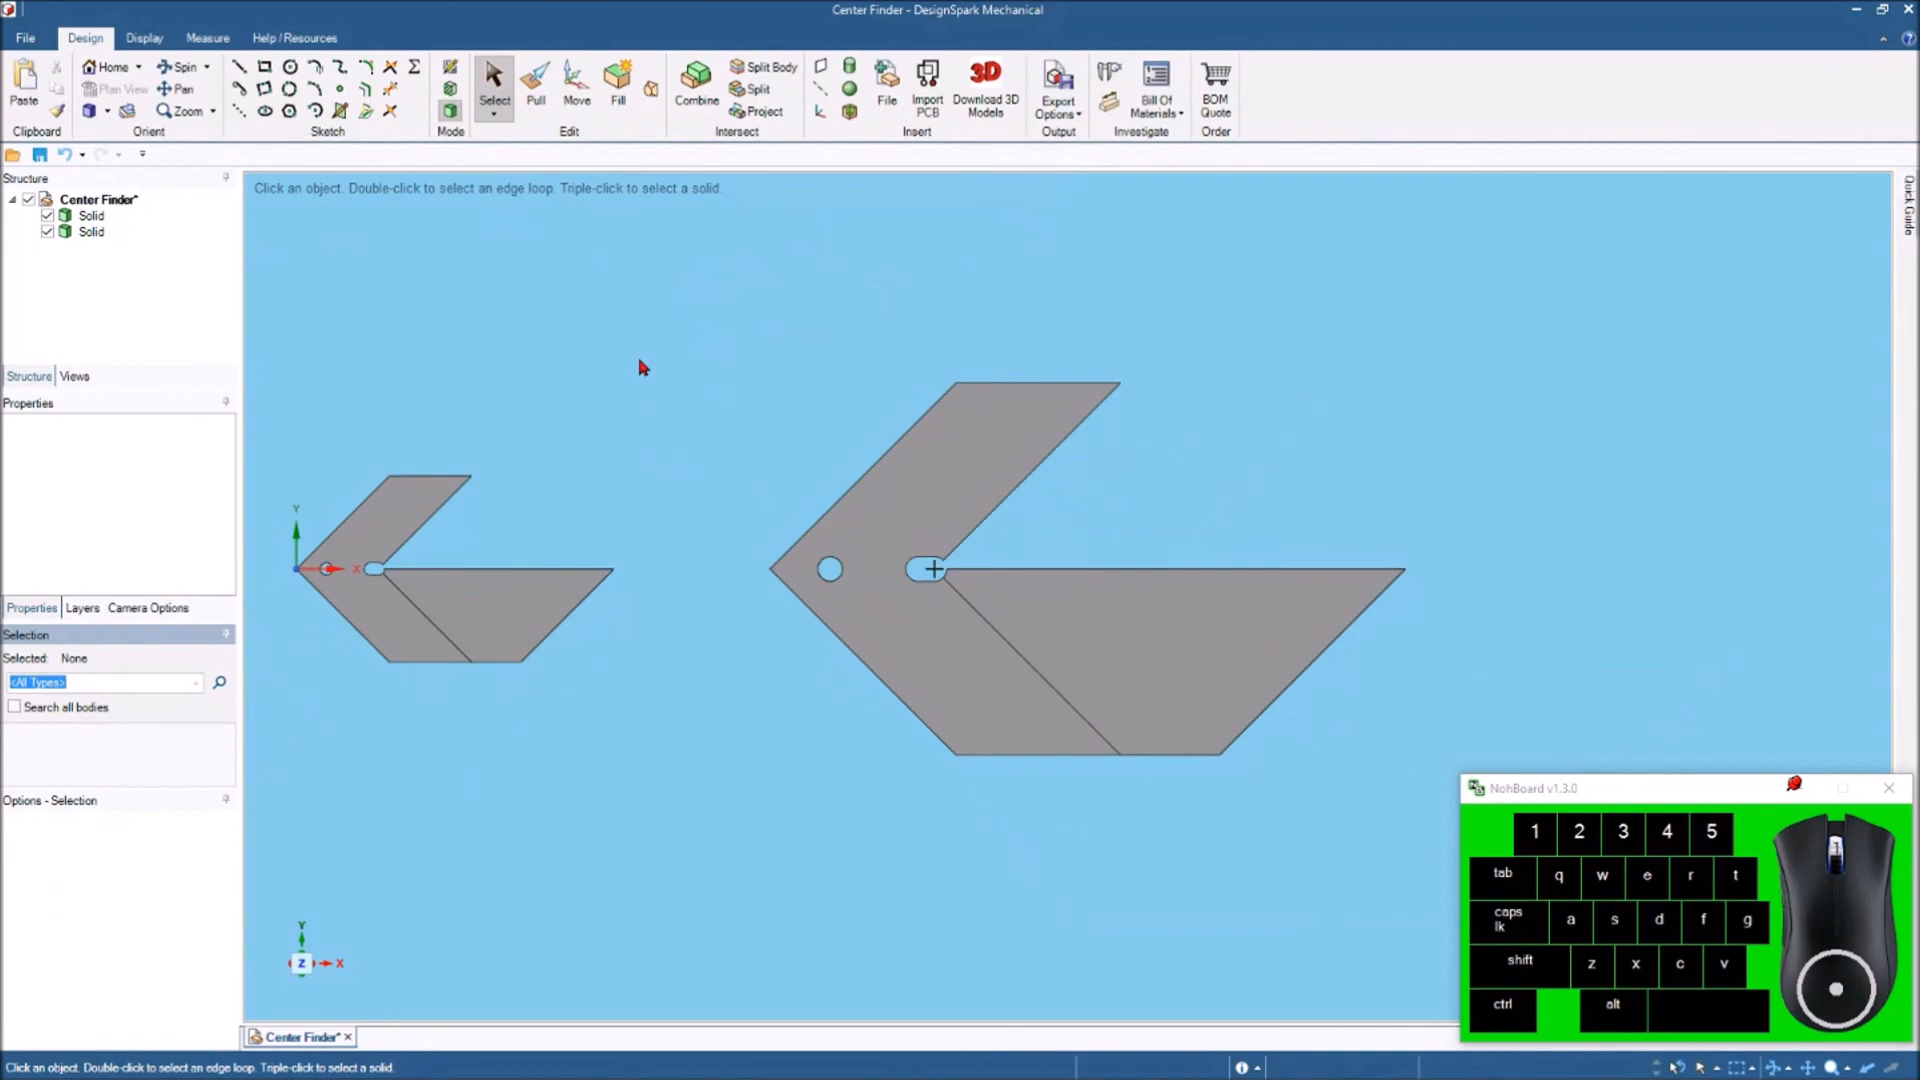 Center Finder - DesignSpark Mechanical
File Design Display Measure Help / Resources
Home Spin
Plan View Pan
Zoom
Paste
Select Pull Move Fill
Combine
Split Body
Split
Project
File
Import PCB
Download 3D Models
Export Options
Bill Of Materials
BOM Quote
Clipboard Orient Sketch Mode Edit Intersect Insert Output Investigate Order
Structure
Center Finder*
Solid
Solid
Structure Views
Properties
Properties Layers Camera Options
Selection
Selected: None
<All Types>
Search all bodies
Options - Selection
Click an object. Double-click to select an edge loop. Triple-click to select a solid.
Quick Guide
Y
X
Y
Z X
NohBoard v1.3.0
1 2 3 4 5
tab q w e r t
caps lk a s d f g
shift z x c v
ctrl alt
Center Finder*
Click an object. Double-click to select an edge loop. Triple-click to select a solid.